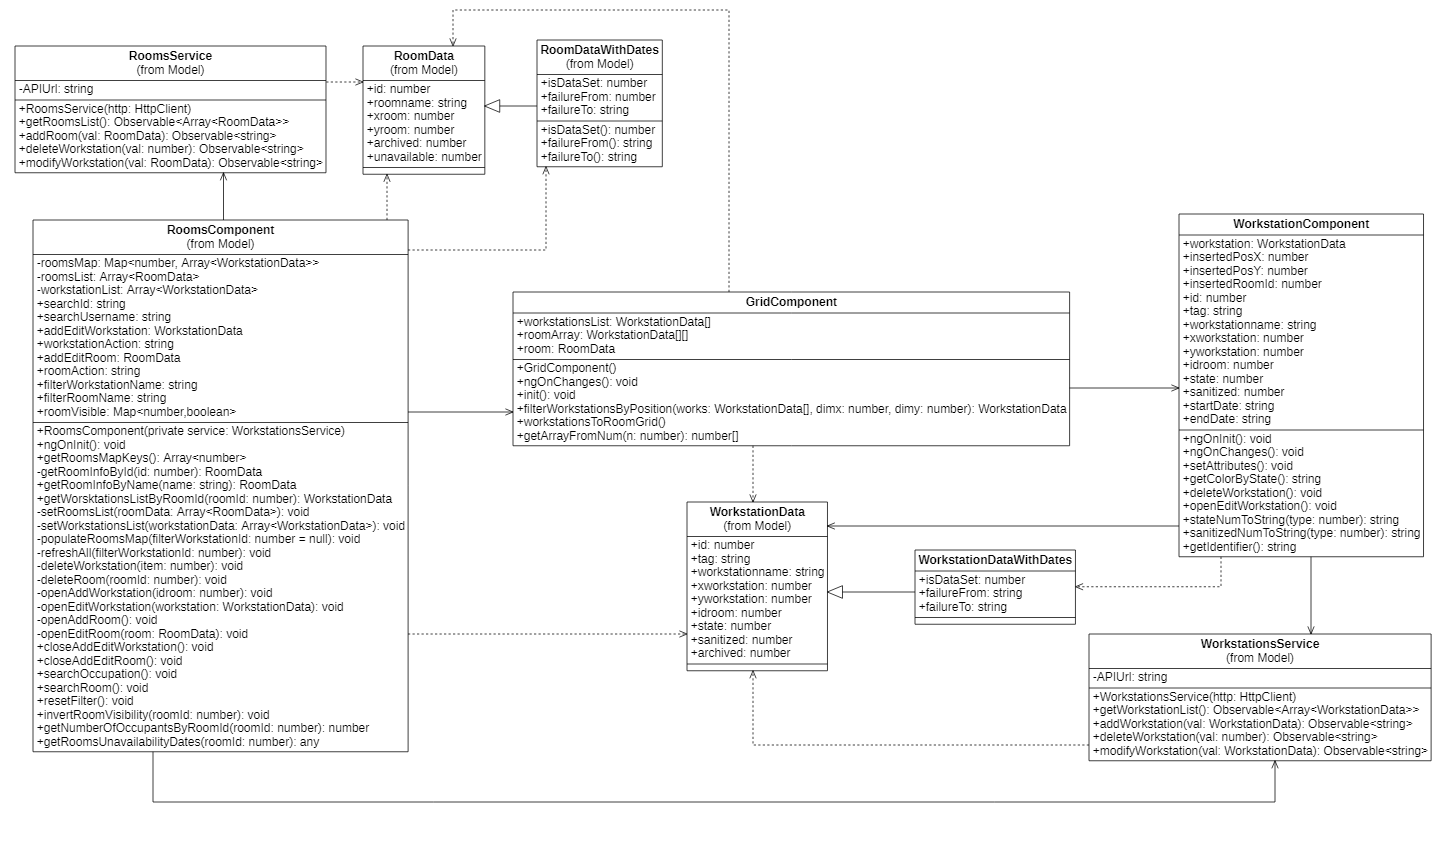 RoomsService
(from Model)
-APIUrl: string
+RoomsService(http: HttpClient)
+getRoomsList(): Observable<Array<RoomData>>
+addRoom(val: RoomData): Observable<string>
+deleteWorkstation(val: number): Observable<string>
+modifyWorkstation(val: RoomData): Observable<string>
RoomData
(from Model)
+id: number
+roomname: string
+xroom: number
+yroom: number
+archived: number
+unavailable: number
RoomDataWithDates
(from Model)
+isDataSet: number
+failureFrom: number
+failureTo: string
+isDataSet(): number
+failureFrom(): string
+failureTo(): string
RoomsComponent
(from Model)
-roomsMap: Map<number, Array<WorkstationData>>
-roomsList: Array<RoomData>
-workstationList: Array<WorkstationData>
+searchId: string
+searchUsername: string
+addEditWorkstation: WorkstationData
+workstationAction: string
+addEditRoom: RoomData
+roomAction: string
+filterWorkstationName: string
+filterRoomName: string
+roomVisible: Map<number,boolean>
+RoomsComponent(private service: WorkstationsService)
+ngOnInit(): void
+getRoomsMapKeys(): Array<number>
-getRoomInfoById(id: number): RoomData
+getRoomInfoByName(name: string): RoomData
+getWorsktationsListByRoomId(roomId: number): WorkstationData
-setRoomsList(roomData: Array<RoomData>): void
-setWorkstationsList(workstationData: Array<WorkstationData>): void
-populateRoomsMap(filterWorkstationId: number = null): void
-refreshAll(filterWorkstationId: number): void
-deleteWorkstation(item: number): void
-deleteRoom(roomId: number): void
-openAddWorkstation(idroom: number): void
-openEditWorkstation(workstation: WorkstationData): void
-openAddRoom(): void
-openEditRoom(room: RoomData): void
+closeAddEditWorkstation(): void
+closeAddEditRoom(): void
+searchOccupation(): void
+searchRoom(): void
+resetFilter(): void
+invertRoomVisibility(roomId: number): void
+getNumberOfOccupantsByRoomId(roomId: number): number
+getRoomsUnavailabilityDates(roomId: number): any
GridComponent
+workstationsList: WorkstationData[]
+roomArray: WorkstationData[][]
+room: RoomData
+GridComponent()
+ngOnChanges(): void
+init(): void
+filterWorkstationsByPosition(works: WorkstationData[], dimx: number, dimy: number): WorkstationData
+workstationsToRoomGrid()
+getArrayFromNum(n: number): number[]
WorkstationComponent
+workstation: WorkstationData
+insertedPosX: number
+insertedPosY: number
+insertedRoomId: number
+id: number
+tag: string
+workstationname: string
+xworkstation: number
+yworkstation: number
+idroom: number
+state: number
+sanitized: number
+startDate: string
+endDate: string
+ngOnInit(): void
+ngOnChanges(): void
+setAttributes(): void
+getColorByState(): string
+deleteWorkstation(): void
+openEditWorkstation(): void
+stateNumToString(type: number): string
+sanitizedNumToString(type: number): string
+getIdentifier(): string
WorkstationData
(from Model)
+id: number
+tag: string
+workstationname: string
+xworkstation: number
+yworkstation: number
+idroom: number
+state: number
+sanitized: number
+archived: number
WorkstationDataWithDates
+isDataSet: number
+failureFrom: string
+failureTo: string
WorkstationsService
(from Model)
-APIUrl: string
+WorkstationsService(http: HttpClient)
+getWorkstationList(): Observable<Array<WorkstationData>>
+addWorkstation(val: WorkstationData): Observable<string>
+deleteWorkstation(val: number): Observable<string>
+modifyWorkstation(val: WorkstationData): Observable<string>